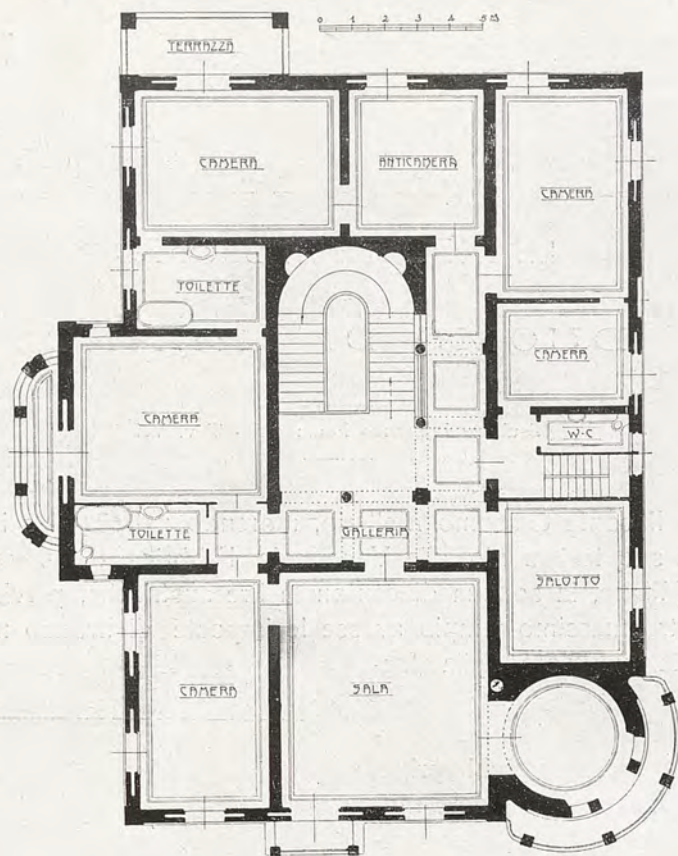 0 1 2 3 4 5 M
TERRAZZA
CAMERA
ANTICAMERA
CAMERA
TOILETTE
CAMERA
CAMERA
W·C
TOILETTE
GALLERIA
SALOTTO
CAMERA
SALA